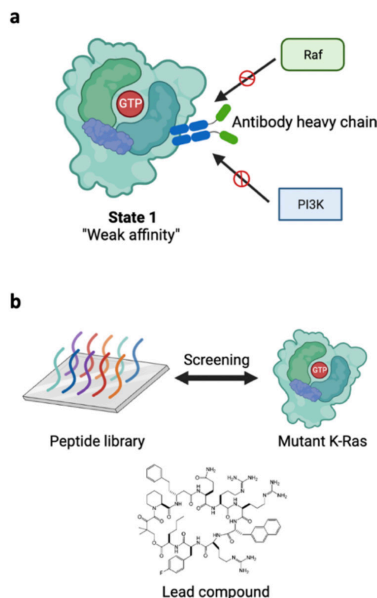 a
Raf
GTP
Antibody heavy chain
PI3K
State 1
"Weak affinity"
b
Screening
GTP
Peptide library
Mutant K-Ras
Lead compound